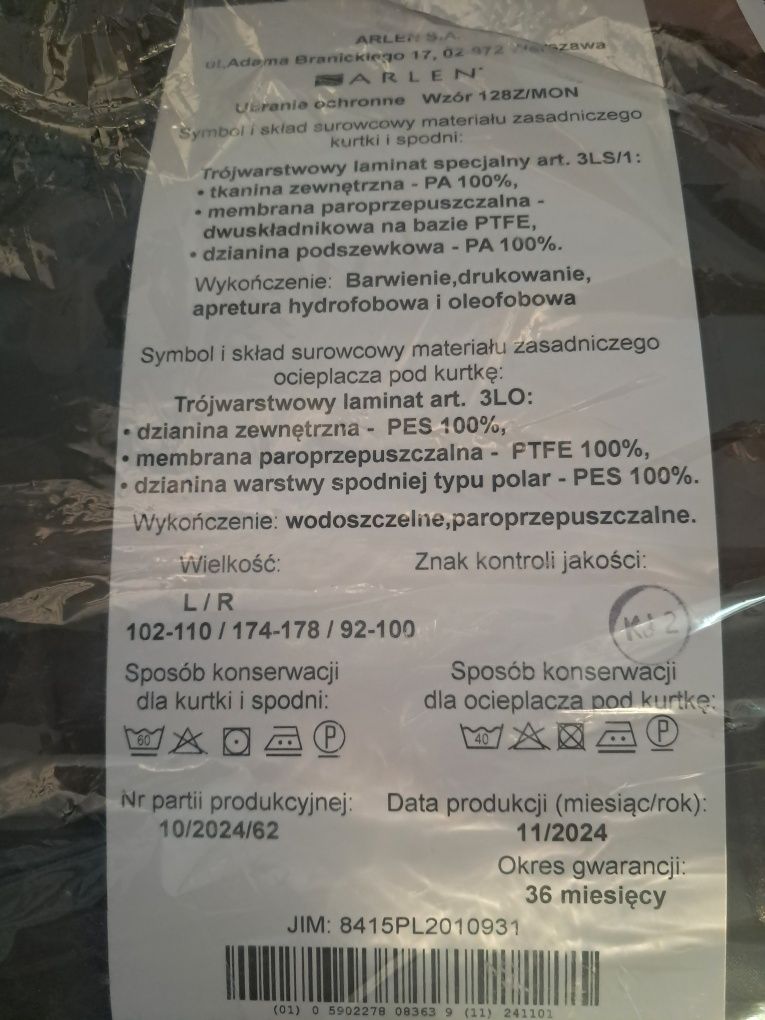 ARLEN S.A.
ul.Adama Branickiego 17, 02-972 Warszawa
ARLEN
Ubranie ochronne Wzór 128Z/MON
Symbol i skład surowcowy materiału zasadniczego
kurtki i spodni:
Trójwarstwowy laminat specjalny art. 3LS/1:
• tkanina zewnętrzna - PA 100%,
• membrana paroprzepuszczalna -
dwuskładnikowa na bazie PTFE,
• dzianina podszewkowa - PA 100%.
Wykończenie: Barwienie,drukowanie,
apretura hydrofobowa i oleofobowa
Symbol i skład surowcowy materiału zasadniczego
ocieplacza pod kurtkę:
Trójwarstwowy laminat art. 3LO:
• dzianina zewnętrzna - PES 100%,
• membrana paroprzepuszczalna - PTFE 100%,
• dzianina warstwy spodniej typu polar - PES 100%.
Wykończenie: wodoszczelne,paroprzepuszczalne.
Wielkość: Znak kontroli jakości:
L / R
102-110 / 174-178 / 92-100
KJ 2
Sposób konserwacji
dla kurtki i spodni:
60 P
Sposób konserwacji
dla ocieplacza pod kurtkę:
40 P
Nr partii produkcyjnej:
10/2024/62
Data produkcji (miesiąc/rok):
11/2024
Okres gwarancji:
36 miesięcy
JIM: 8415PL2010931
(01) 0 5902278 08363 9 (11) 241101